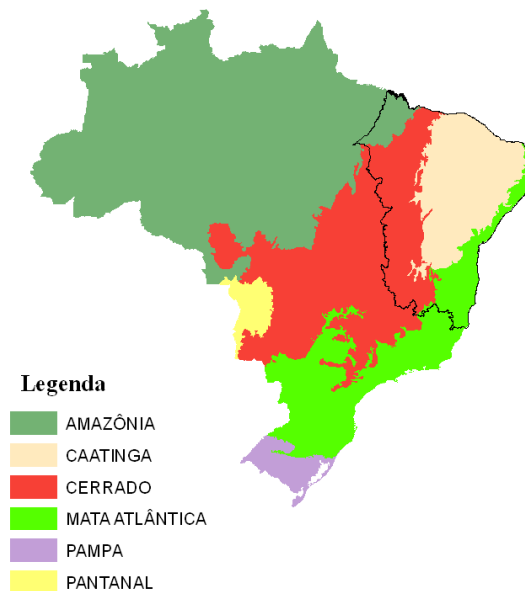 Legenda
AMAZÔNIA
CAATINGA
CERRADO
MATA ATLÂNTICA
PAMPA
PANTANAL